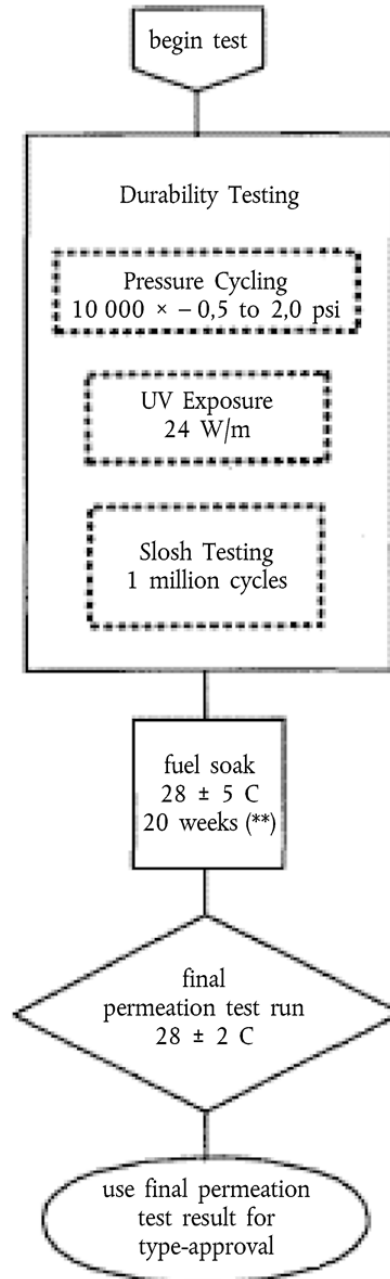 begin test
Durability Testing
Pressure Cycling
10 000 × – 0,5 to 2,0 psi
UV Exposure
24 W/m
Slosh Testing
1 million cycles
fuel soak
28 ± 5 C
20 weeks (**)
final
permeation test run
28 ± 2 C
use final permeation
test result for
type-approval